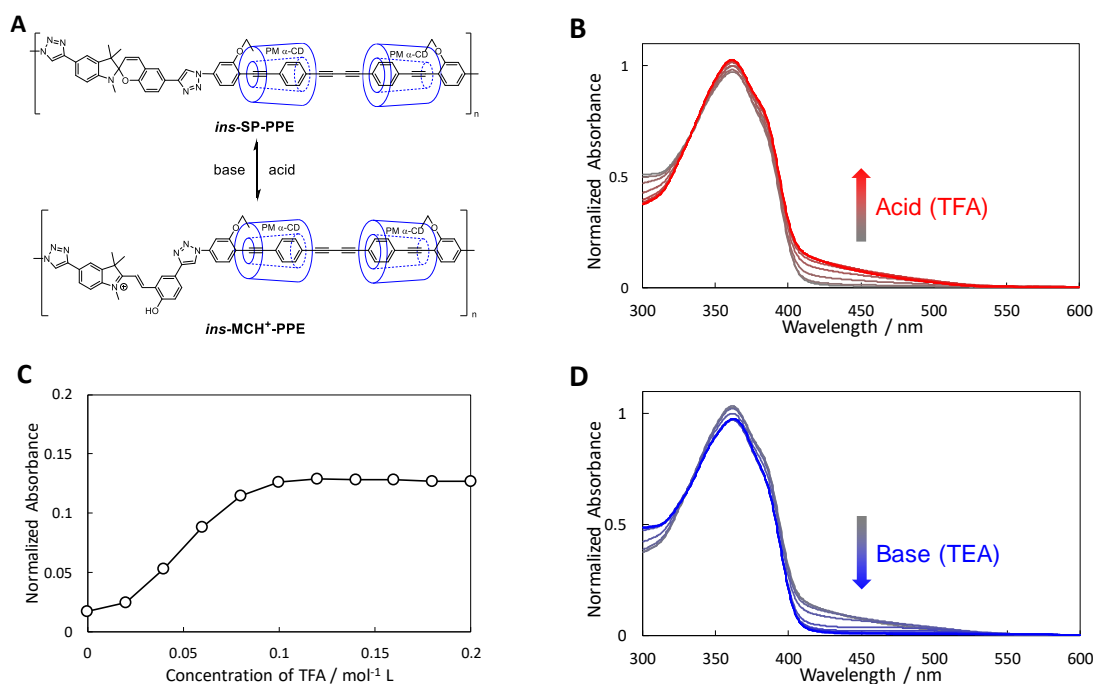 A
PM α-CD
PM α-CD
N=N
N
O
N
Me
N
N=N
O
O
n
ins-SP-PPE
base
acid
PM α-CD
PM α-CD
N=N
N
N
N=N
O
O
N
HO
n
ins-MCH+-PPE
B
Normalized Absorbance
1
0.5
0
300 350 400 450 500 550 600
Wavelength / nm
Acid (TFA)
C
Normalized Absorbance
0.2
0.15
0.1
0.05
0
0 0.05 0.1 0.15 0.2
Concentration of TFA / mol⁻¹ L
D
Normalized Absorbance
1
0.5
0
300 350 400 450 500 550 600
Wavelength / nm
Base (TEA)